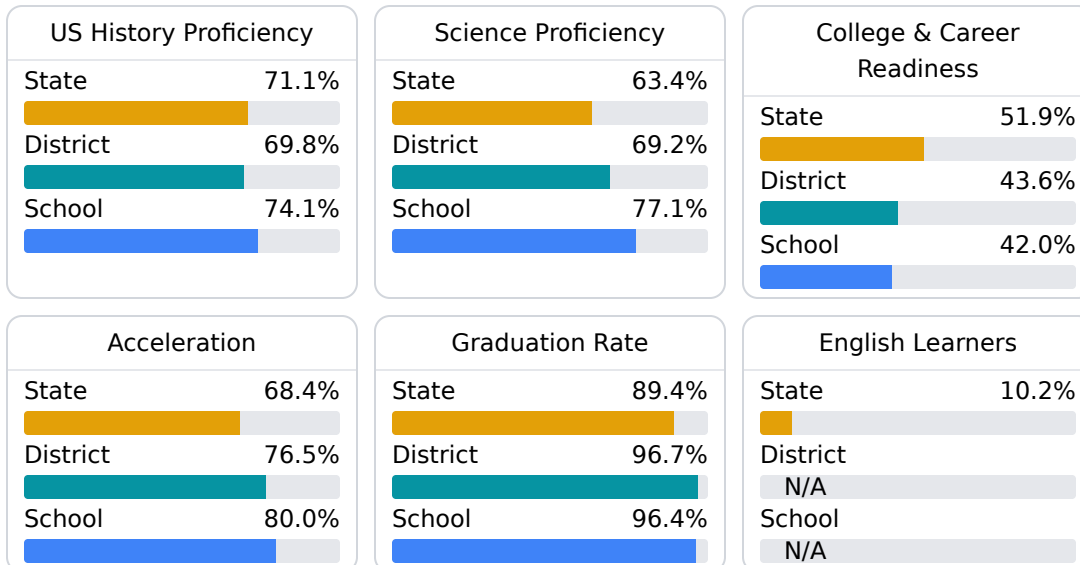 US History Proficiency
State 71.1%
District 69.8%
School 74.1%
Science Proficiency
State 63.4%
District 69.2%
School 77.1%
College & Career
Readiness
State 51.9%
District 43.6%
School 42.0%
Acceleration
State 68.4%
District 76.5%
School 80.0%
Graduation Rate
State 89.4%
District 96.7%
School 96.4%
English Learners
State 10.2%
District
N/A
School
N/A